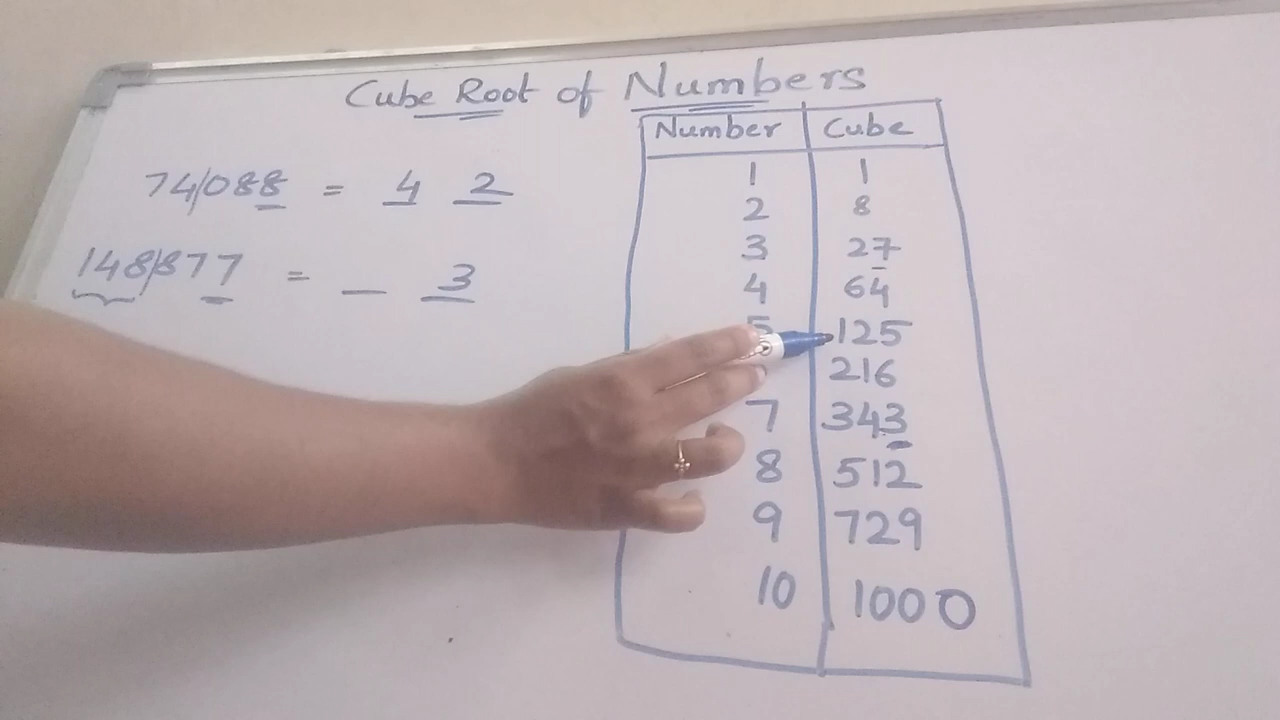 Cube Root of Numbers
74/088 = 4 2
148/877 = _ 3
Number Cube
1 1
2 8
3 27
4 64
5 125
216
7 343
8 512
9 729
10 1000